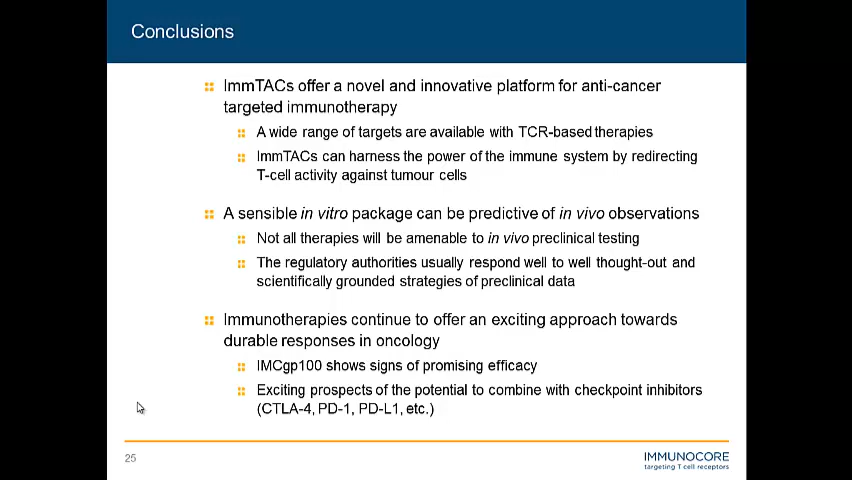 Conclusions
ImmTACs offer a novel and innovative platform for anti-cancer
targeted immunotherapy
A wide range of targets are available with TCR-based therapies
ImmTACs can harness the power of the immune system by redirecting
T-cell activity against tumour cells
A sensible in vitro package can be predictive of in vivo observations
Not all therapies will be amenable to in vivo preclinical testing
The regulatory authorities usually respond well to well thought-out and
scientifically grounded strategies of preclinical data
Immunotherapies continue to offer an exciting approach towards
durable responses in oncology
IMCgp100 shows signs of promising efficacy
Exciting prospects of the potential to combine with checkpoint inhibitors
(CTLA-4, PD-1, PD-L1, etc.)
25
IMMUNOCORE
targeting T cell receptors